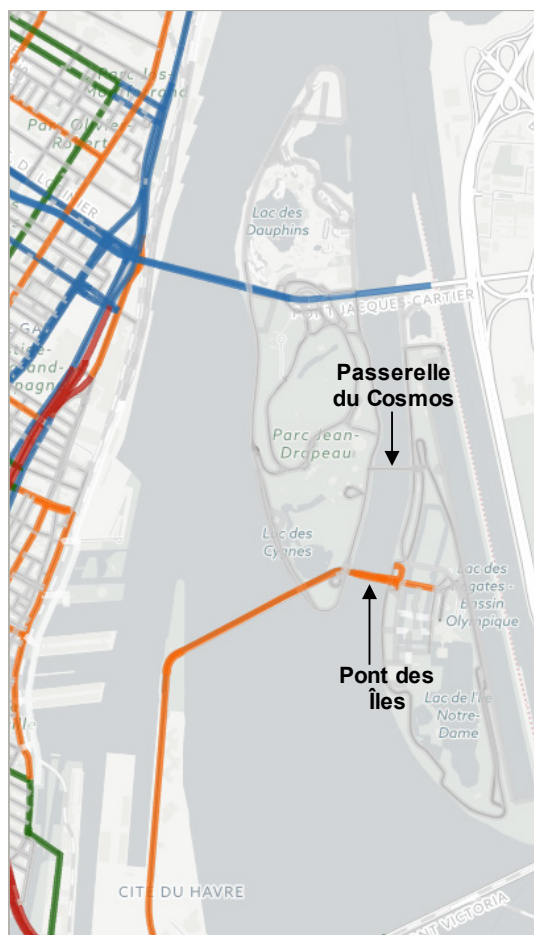 Parc Jos-
Montferrand
Parc Olivier-
Robert
LORIMIER
Lac des
Dauphins
PONT JACQUES-CARTIER
Passerelle
du Cosmos
Parc Jean-
Drapeau
Lac des
Cygnes
Lac des
Régates -
Bassin
Olympique
Pont des
Îles
Lac de l'Île
Notre-
Dame
CITÉ DU HAVRE
PONT VICTORIA